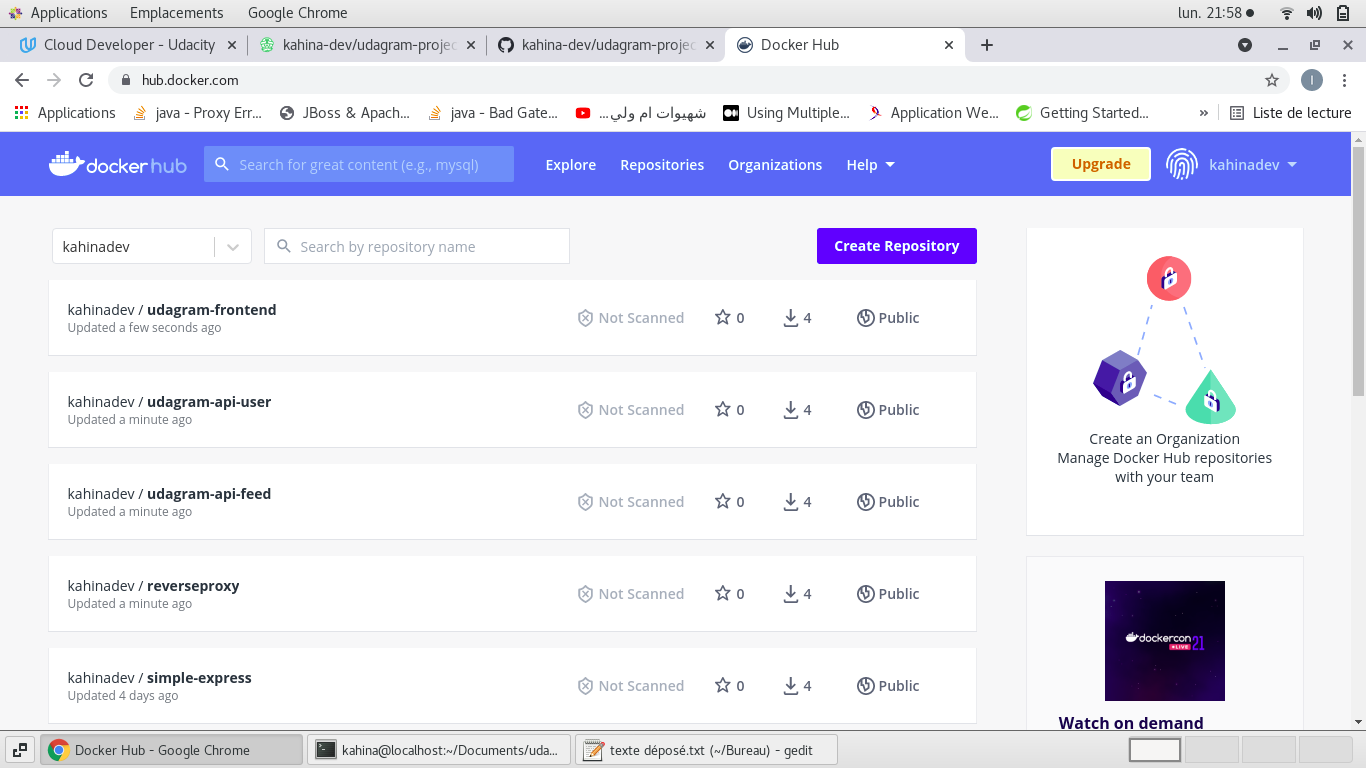 Applications Emplacements Google Chrome lun. 21:58
Cloud Developer - Udacity kahina-dev/udagram-projec kahina-dev/udagram-projec Docker Hub
hub.docker.com I
Applications java - Proxy Err... JBoss & Apach... java - Bad Gate... شهيوات ام ولي... Using Multiple... Application We... Getting Started... » Liste de lecture
docker hub Search for great content (e.g., mysql) Explore Repositories Organizations Help Upgrade kahinadev
kahinadev Search by repository name Create Repository
kahinadev / udagram-frontend
Updated a few seconds ago
Not Scanned 0 4 Public
kahinadev / udagram-api-user
Updated a minute ago
Not Scanned 0 4 Public
kahinadev / udagram-api-feed
Updated a minute ago
Not Scanned 0 4 Public
kahinadev / reverseproxy
Updated a minute ago
Not Scanned 0 4 Public
kahinadev / simple-express
Updated 4 days ago
Not Scanned 0 4 Public
Create an Organization
Manage Docker Hub repositories
with your team
dockercon
LIVE 21
Watch on demand
Docker Hub - Google Chrome kahina@localhost:~/Documents/uda... texte déposé.txt (~/Bureau) - gedit